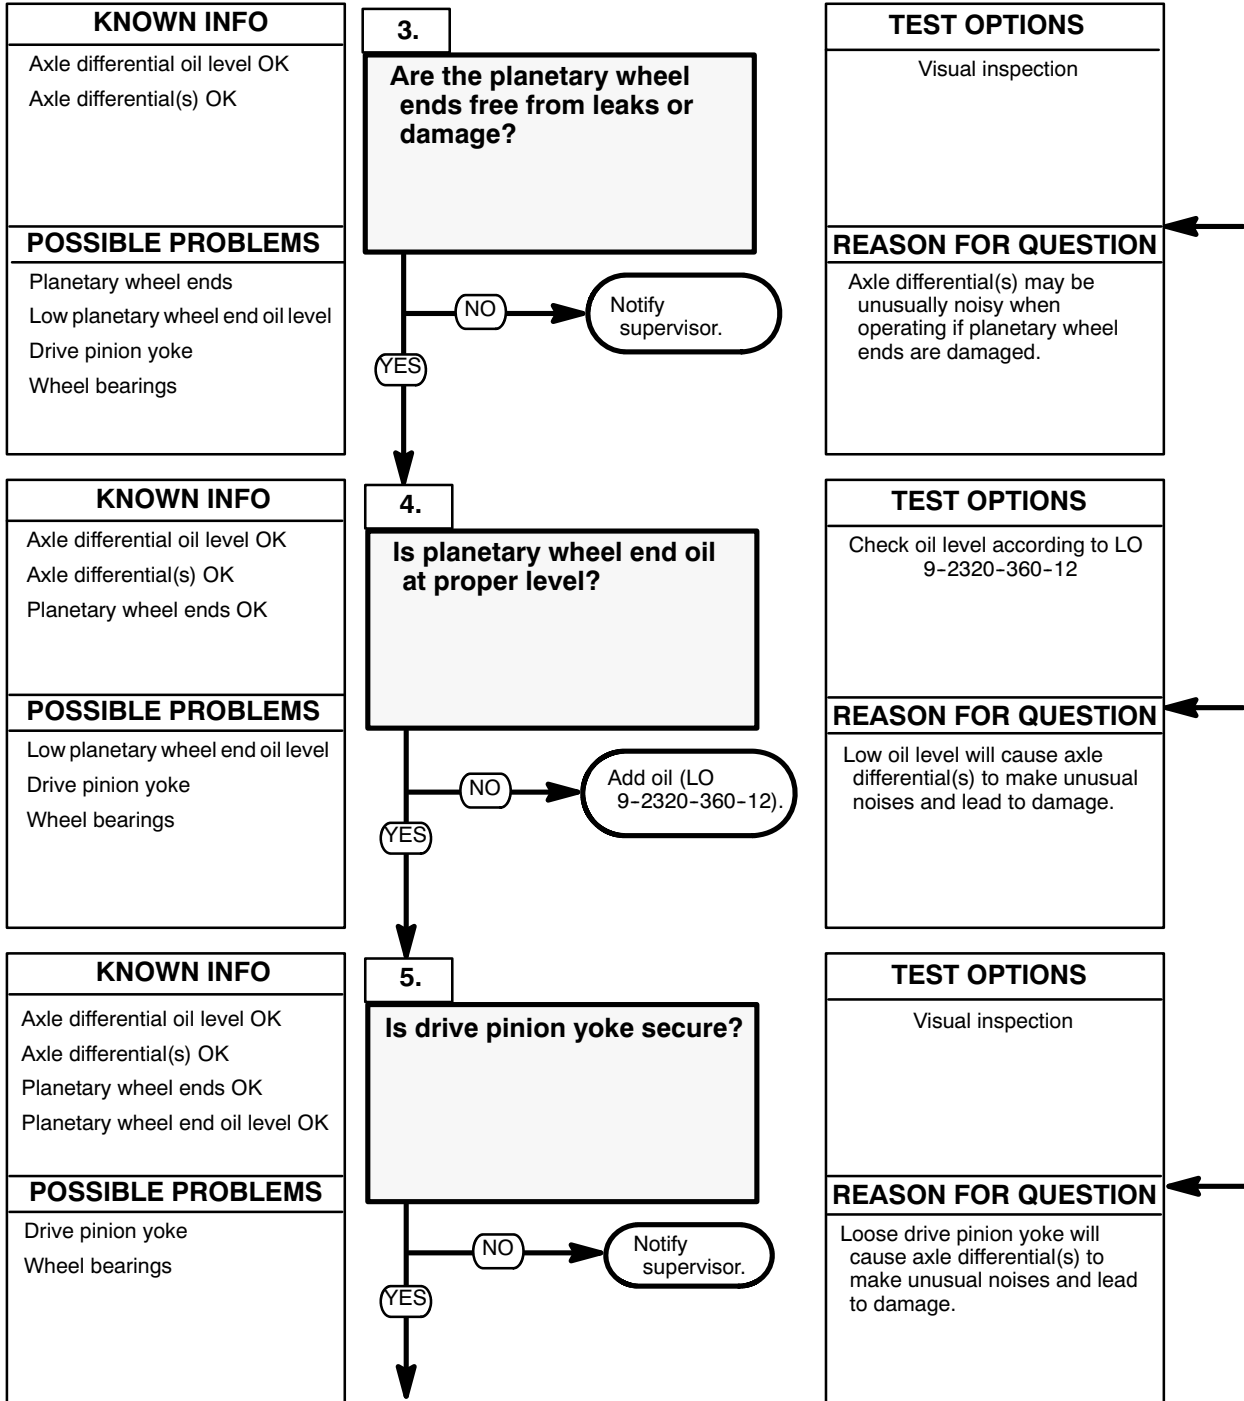 KNOWN INFO
Axle differential oil level OK
Axle differential(s) OK
POSSIBLE PROBLEMS
Planetary wheel ends
Low planetary wheel end oil level
Drive pinion yoke
Wheel bearings
3.
Are the planetary wheel
ends free from leaks or
damage?
NO
Notify
supervisor.
YES
TEST OPTIONS
Visual inspection
REASON FOR QUESTION
Axle differential(s) may be
unusually noisy when
operating if planetary wheel
ends are damaged.
KNOWN INFO
Axle differential oil level OK
Axle differential(s) OK
Planetary wheel ends OK
POSSIBLE PROBLEMS
Low planetary wheel end oil level
Drive pinion yoke
Wheel bearings
4.
Is planetary wheel end oil
at proper level?
NO
Add oil (LO
9-2320-360-12).
YES
TEST OPTIONS
Check oil level according to LO
9-2320-360-12
REASON FOR QUESTION
Low oil level will cause axle
differential(s) to make unusual
noises and lead to damage.
KNOWN INFO
Axle differential oil level OK
Axle differential(s) OK
Planetary wheel ends OK
Planetary wheel end oil level OK
POSSIBLE PROBLEMS
Drive pinion yoke
Wheel bearings
5.
Is drive pinion yoke secure?
NO
Notify
supervisor.
YES
TEST OPTIONS
Visual inspection
REASON FOR QUESTION
Loose drive pinion yoke will
cause axle differential(s) to
make unusual noises and lead
to damage.